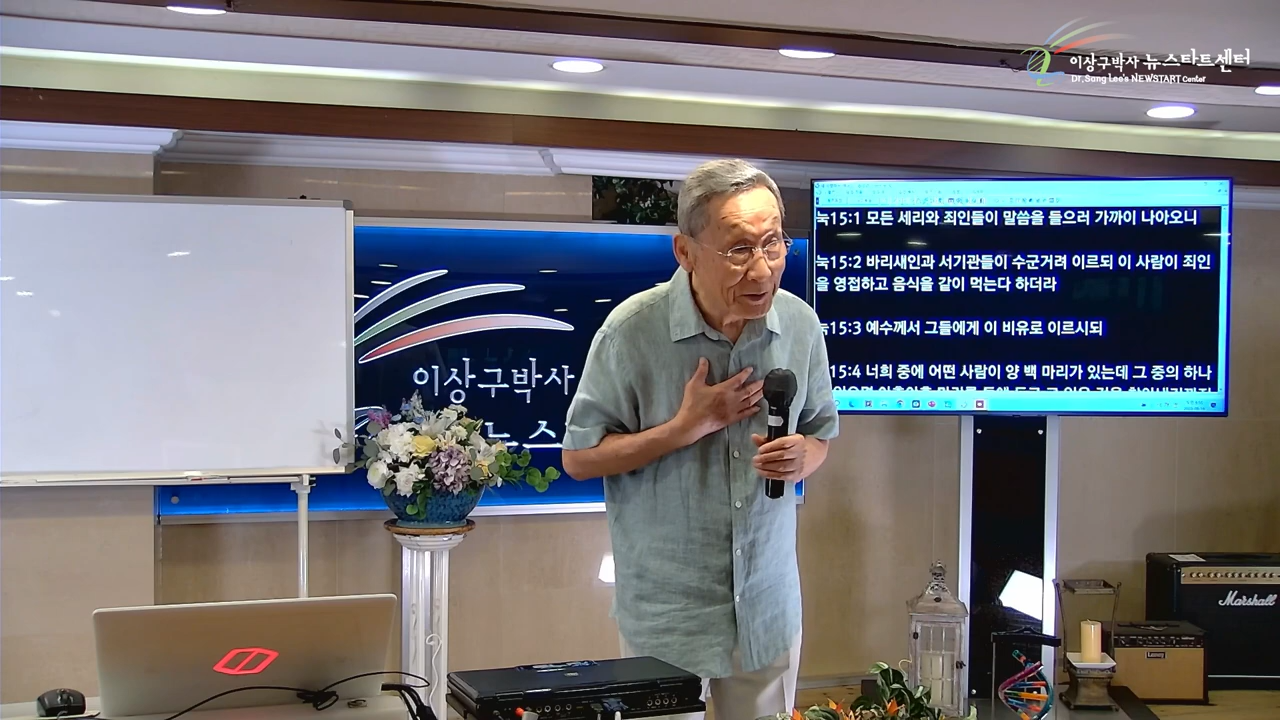 이상구박사 뉴스타트센터
Dr. Sang Lee's NEWSTART Center
눅15:1 모든 세리와 죄인들이 말씀을 들으러 가까이 나아오니
눅15:2 바리새인과 서기관들이 수군거려 이르되 이 사람이 죄인
을 영접하고 음식을 같이 먹는다 하더라
눅15:3 예수께서 그들에게 이 비유로 이르시되
15:4 너희 중에 어떤 사람이 양 백 마리가 있는데 그 중의 하나
이상구박사
뉴스
Marshall
Laney